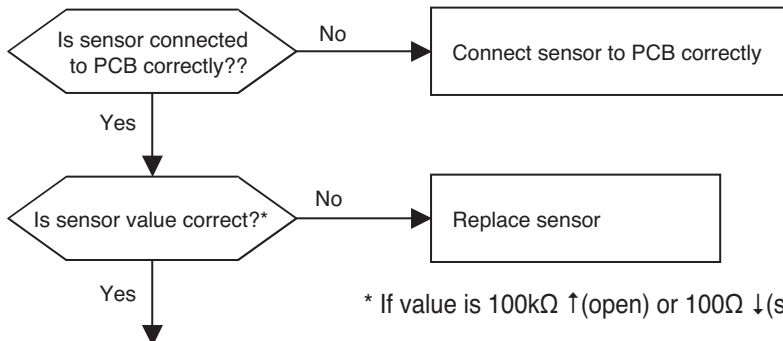 Is sensor connected
to PCB correctly??
No
Connect sensor to PCB correctly
Yes
Is sensor value correct?*
No
Replace sensor
Yes
* If value is 100kΩ ↑(open) or 100Ω ↓(s